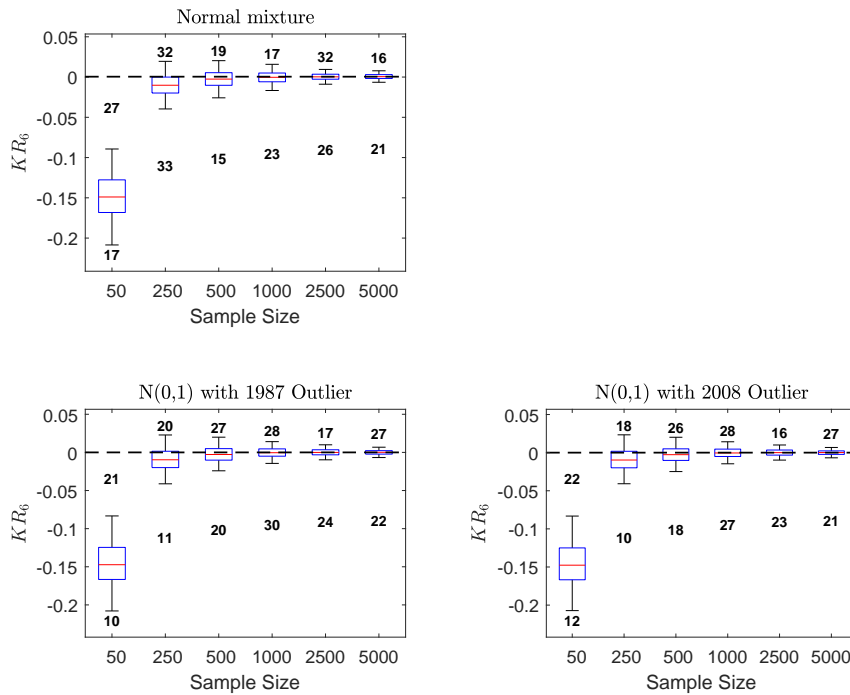 Normal mixture
0.05
32 19 17 32 16
0
27
-0.05
KR6
-0.1
33 15 23 26 21
-0.15
-0.2
17
50 250 500 1000 2500 5000
Sample Size
N(0,1) with 1987 Outlier
0.05
20 27 28 17 27
0
21
-0.05
KR6
-0.1
11 20 30 24 22
-0.15
-0.2
10
50 250 500 1000 2500 5000
Sample Size
N(0,1) with 2008 Outlier
0.05
18 26 28 16 27
0
22
-0.05
KR6
-0.1
10 18 27 23 21
-0.15
-0.2
12
50 250 500 1000 2500 5000
Sample Size